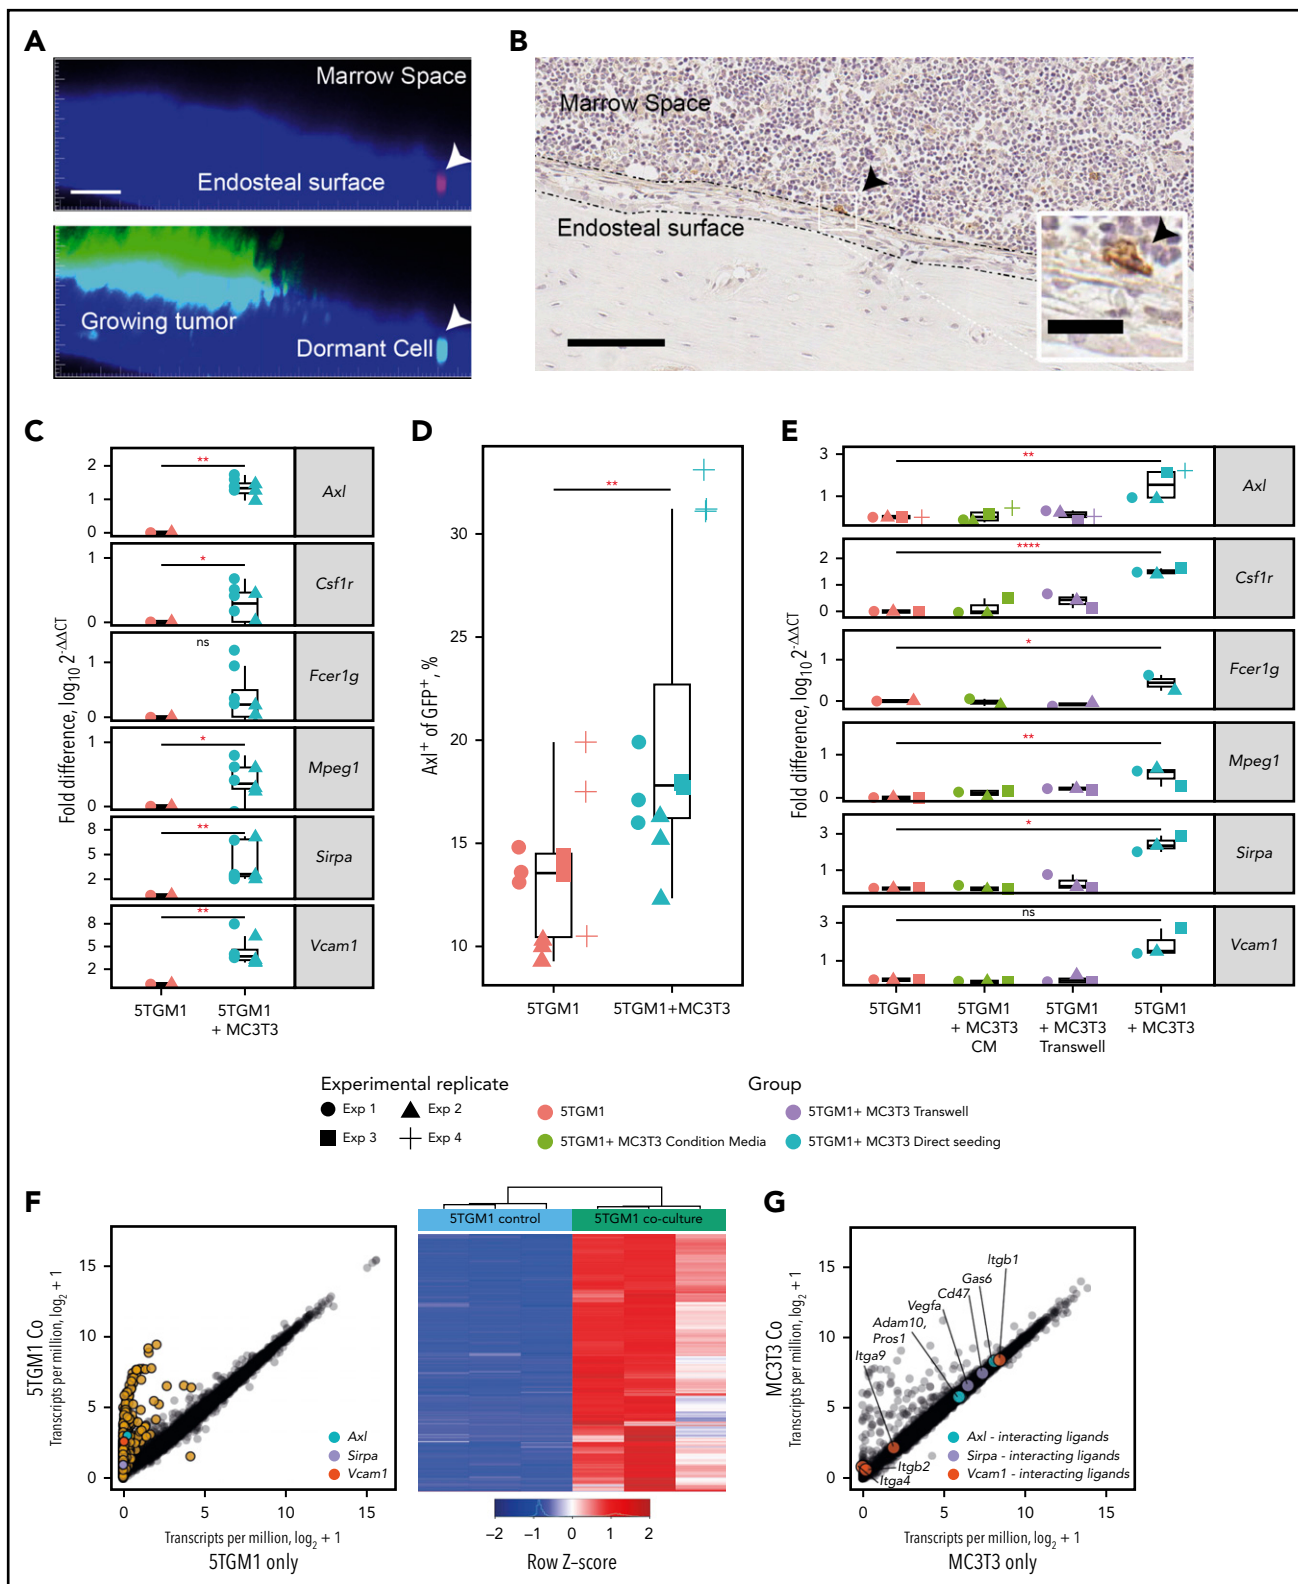 A
Marrow Space
Endosteal surface
Growing tumor
Dormant Cell
B
Marrow Space
Endosteal surface
C
Fold difference, log10 2-ΔΔCT
2
1
0
**
Axl
1
0
*
Csf1r
1
0
ns
Fcer1g
1
0
*
Mpeg1
8
5
2
**
Sirpa
8
5
2
**
Vcam1
5TGM1
5TGM1
+ MC3T3
D
Axl+ of GFP+, %
30
25
20
15
10
**
5TGM1
5TGM1+MC3T3
E
Fold difference, log10 2-ΔΔCT
3
1
**
Axl
2
1
0
****
Csf1r
1
0
*
Fcer1g
1
0
**
Mpeg1
3
1
*
Sirpa
3
1
ns
Vcam1
5TGM1
5TGM1
+ MC3T3
CM
5TGM1
+ MC3T3
Transwell
5TGM1
+ MC3T3
Experimental replicate
Exp 1
Exp 2
Exp 3
Exp 4
Group
5TGM1
5TGM1+ MC3T3 Transwell
5TGM1+ MC3T3 Condition Media
5TGM1+ MC3T3 Direct seeding
F
5TGM1 Co
Transcripts per million, log2 + 1
15
10
5
0
Axl
Sirpa
Vcam1
0
5
10
15
Transcripts per million, log2 + 1
5TGM1 only
5TGM1 control
5TGM1 co-culture
−2
−1
0
1
2
Row Z–score
G
MC3T3 Co
Transcripts per million, log2 + 1
15
10
5
0
Itgb1
Gas6
Cd47
Vegfa
Adam10,
Pros1
Itga9
Itgb2
Itga4
Axl - interacting ligands
Sirpa - interacting ligands
Vcam1 - interacting ligands
0
5
10
15
Transcripts per million, log2 + 1
MC3T3 only